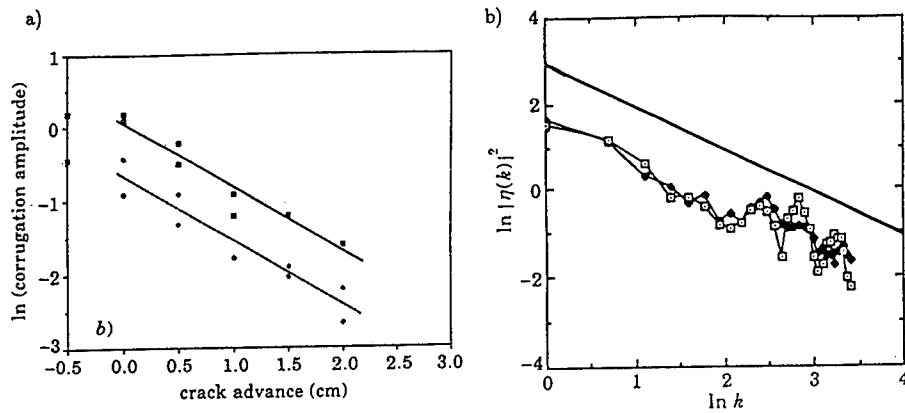 a)
1
0
−1
−2
−3
ln (corrugation amplitude)
b)
−0.5 0.0 0.5 1.0 1.5 2.0 2.5 3.0
crack advance (cm)
b)
4
2
0
−2
−4
ln |η(k)|²
0 1 2 3 4
ln k